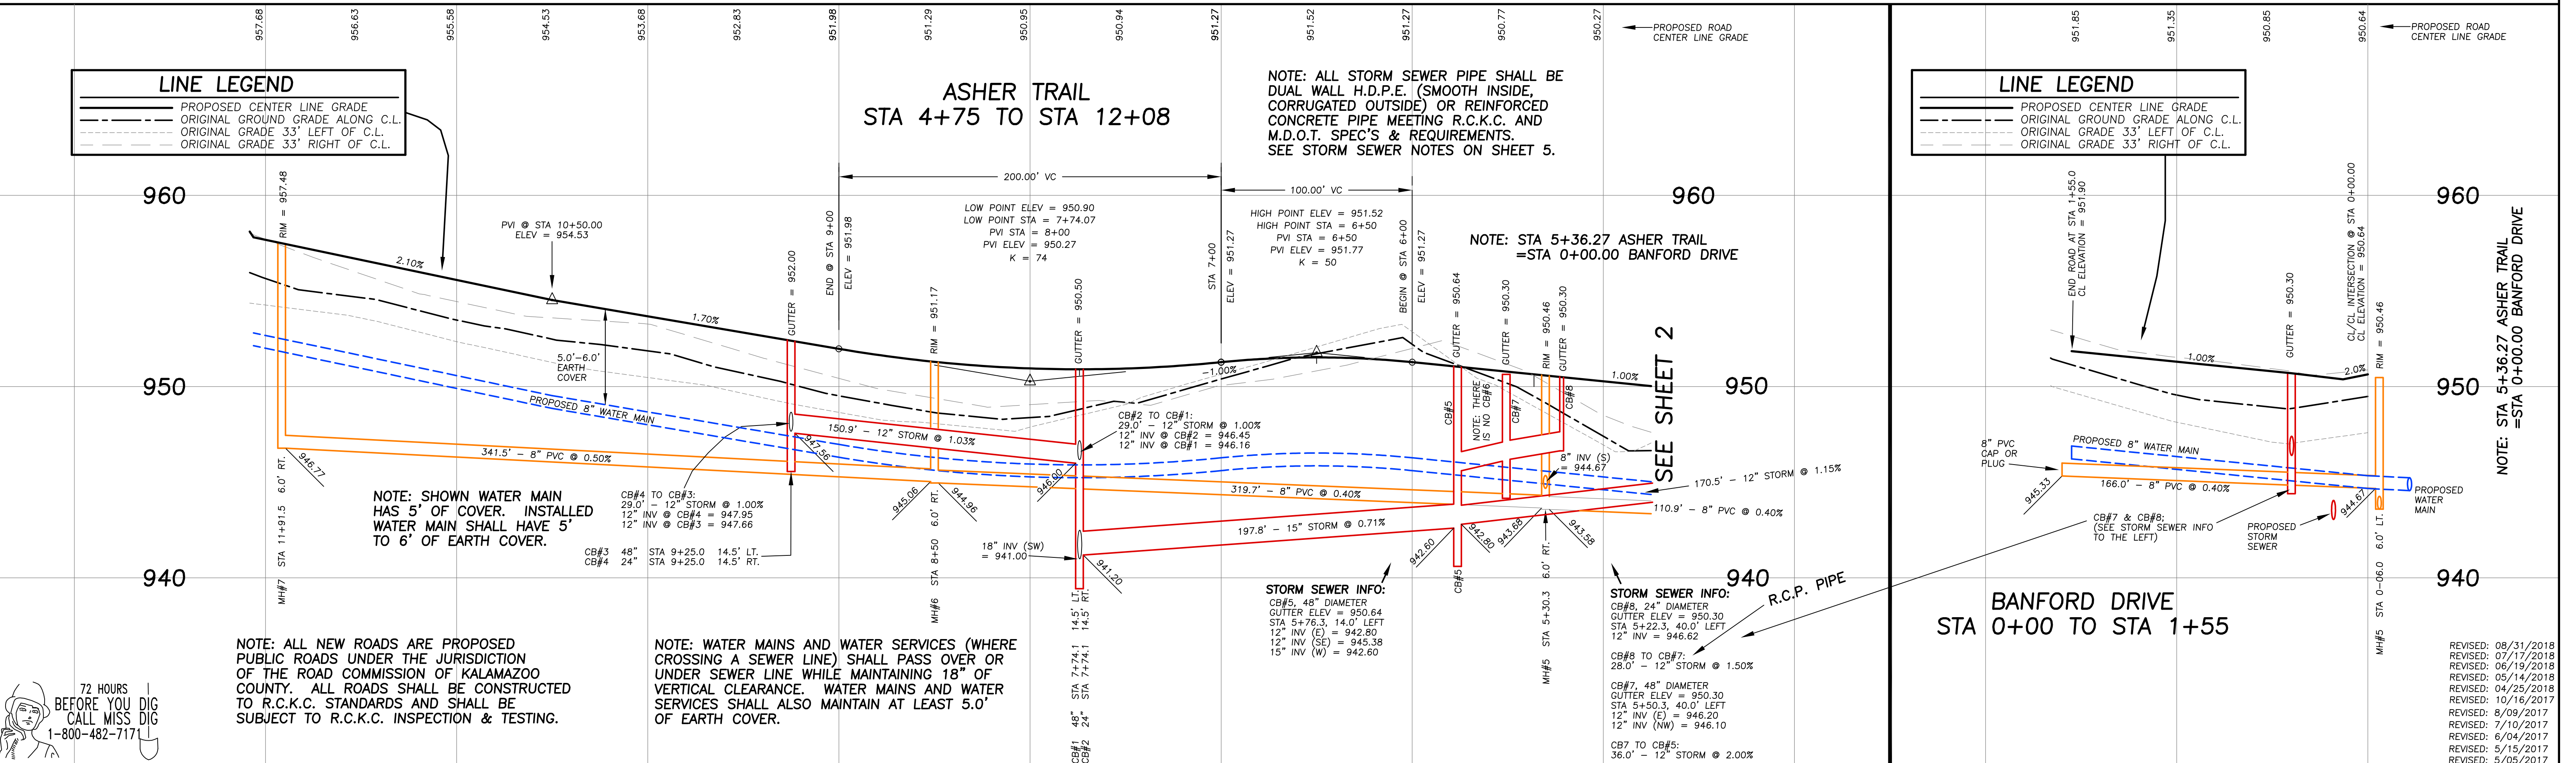 957.68
956.63
955.58
954.53
953.68
952.83
951.98
951.29
950.95
950.94
951.27
951.52
951.27
950.77
950.27
PROPOSED ROAD
CENTER LINE GRADE
951.85
951.35
950.85
950.64
PROPOSED ROAD
CENTER LINE GRADE
LINE LEGEND
PROPOSED CENTER LINE GRADE
ORIGINAL GROUND GRADE ALONG C.L.
ORIGINAL GRADE 33' LEFT OF C.L.
ORIGINAL GRADE 33' RIGHT OF C.L.
ASHER TRAIL
STA 4+75 TO STA 12+08
NOTE: ALL STORM SEWER PIPE SHALL BE
DUAL WALL H.D.P.E. (SMOOTH INSIDE,
CORRUGATED OUTSIDE) OR REINFORCED
CONCRETE PIPE MEETING R.C.K.C. AND
M.D.O.T. SPEC'S & REQUIREMENTS.
SEE STORM SEWER NOTES ON SHEET 5.
LINE LEGEND
PROPOSED CENTER LINE GRADE
ORIGINAL GROUND GRADE ALONG C.L.
ORIGINAL GRADE 33' LEFT OF C.L.
ORIGINAL GRADE 33' RIGHT OF C.L.
960
RIM = 957.48
2.10%
PVI @ STA 10+50.00
ELEV = 954.53
1.70%
5.0'-6.0'
EARTH
COVER
GUTTER = 952.00
END @ STA 9+00
ELEV = 951.98
200.00' VC
LOW POINT ELEV = 950.90
LOW POINT STA = 7+74.07
PVI STA = 8+00
PVI ELEV = 950.27
K = 74
RIM = 951.17
GUTTER = 950.50
STA 7+00
ELEV = 951.27
100.00' VC
HIGH POINT ELEV = 951.52
HIGH POINT STA = 6+50
PVI STA = 6+50
PVI ELEV = 951.77
K = 50
-1.00%
BEGIN @ STA 6+00
ELEV = 951.27
960
NOTE: STA 5+36.27 ASHER TRAIL
=STA 0+00.00 BANFORD DRIVE
GUTTER = 950.64
GUTTER = 950.30
RIM = 950.46
GUTTER = 950.30
1.00%
950
950
SEE SHEET 2
CB#5
NOTE: THERE
IS NO CB#6
CB#7
CB#8
PROPOSED 8" WATER MAIN
341.5' - 8" PVC @ 0.50%
946.77
150.9' - 12" STORM @ 1.03%
947.56
945.06
944.96
946.00
CB#2 TO CB#1:
29.0' - 12" STORM @ 1.00%
12" INV @ CB#2 = 946.45
12" INV @ CB#1 = 946.16
319.7' - 8" PVC @ 0.40%
8" INV (S)
= 944.67
170.5' - 12" STORM @ 1.15%
110.9' - 8" PVC @ 0.40%
197.8' - 15" STORM @ 0.71%
942.60
942.80
943.68
943.58
NOTE: SHOWN WATER MAIN
HAS 5' OF COVER. INSTALLED
WATER MAIN SHALL HAVE 5'
TO 6' OF EARTH COVER.
CB#4 TO CB#3:
29.0' - 12" STORM @ 1.00%
12" INV @ CB#4 = 947.95
12" INV @ CB#3 = 947.66
CB#3 48" STA 9+25.0 14.5' LT.
CB#4 24" STA 9+25.0 14.5' RT.
18" INV (SW)
= 941.00
941.20
940
940
MH#7 STA 11+91.5 6.0' RT.
MH#6 STA 8+50 6.0' RT.
CB#1 48" STA 7+74.1 14.5' LT.
CB#2 24" STA 7+74.1 14.5' RT.
CB#5
MH#5 STA 5+30.3 6.0' RT.
STORM SEWER INFO:
CB#5, 48" DIAMETER
GUTTER ELEV = 950.64
STA 5+76.3, 14.0' LEFT
12" INV (E) = 942.80
12" INV (SE) = 945.38
15" INV (W) = 942.60
STORM SEWER INFO:
CB#8, 24" DIAMETER
GUTTER ELEV = 950.30
STA 5+22.3, 40.0' LEFT
12" INV = 946.62
CB#8 TO CB#7:
28.0' - 12" STORM @ 1.50%
CB#7, 48" DIAMETER
GUTTER ELEV = 950.30
STA 5+50.3, 40.0' LEFT
12" INV (E) = 946.20
12" INV (NW) = 946.10
CB7 TO CB#5:
36.0' - 12" STORM @ 2.00%
R.C.P. PIPE
NOTE: ALL NEW ROADS ARE PROPOSED
PUBLIC ROADS UNDER THE JURISDICTION
OF THE ROAD COMMISSION OF KALAMAZOO
COUNTY. ALL ROADS SHALL BE CONSTRUCTED
TO R.C.K.C. STANDARDS AND SHALL BE
SUBJECT TO R.C.K.C. INSPECTION & TESTING.
NOTE: WATER MAINS AND WATER SERVICES (WHERE
CROSSING A SEWER LINE) SHALL PASS OVER OR
UNDER SEWER LINE WHILE MAINTAINING 18" OF
VERTICAL CLEARANCE. WATER MAINS AND WATER
SERVICES SHALL ALSO MAINTAIN AT LEAST 5.0'
OF EARTH COVER.
72 HOURS
BEFORE YOU DIG
CALL MISS DIG
1-800-482-7171
END ROAD AT STA 1+55.0
CL ELEVATION = 951.90
1.00%
GUTTER = 950.30
CL/CL INTERSECTION @ STA 0+00.00
CL ELEVATION = 950.64
2.0%
RIM = 950.46
960
950
NOTE: STA 5+36.27 ASHER TRAIL
=STA 0+00.00 BANFORD DRIVE
8" PVC
CAP OR
PLUG
PROPOSED 8" WATER MAIN
166.0' - 8" PVC @ 0.40%
945.33
944.67
CB#7 & CB#8:
(SEE STORM SEWER INFO
TO THE LEFT)
PROPOSED
STORM
SEWER
PROPOSED
WATER
MAIN
940
MH#5 STA 0-06.0 6.0' LT.
BANFORD DRIVE
STA 0+00 TO STA 1+55
REVISED: 08/31/2018
REVISED: 07/17/2018
REVISED: 06/19/2018
REVISED: 05/14/2018
REVISED: 04/25/2018
REVISED: 10/16/2017
REVISED: 8/09/2017
REVISED: 7/10/2017
REVISED: 6/04/2017
REVISED: 5/15/2017
REVISED: 5/05/2017